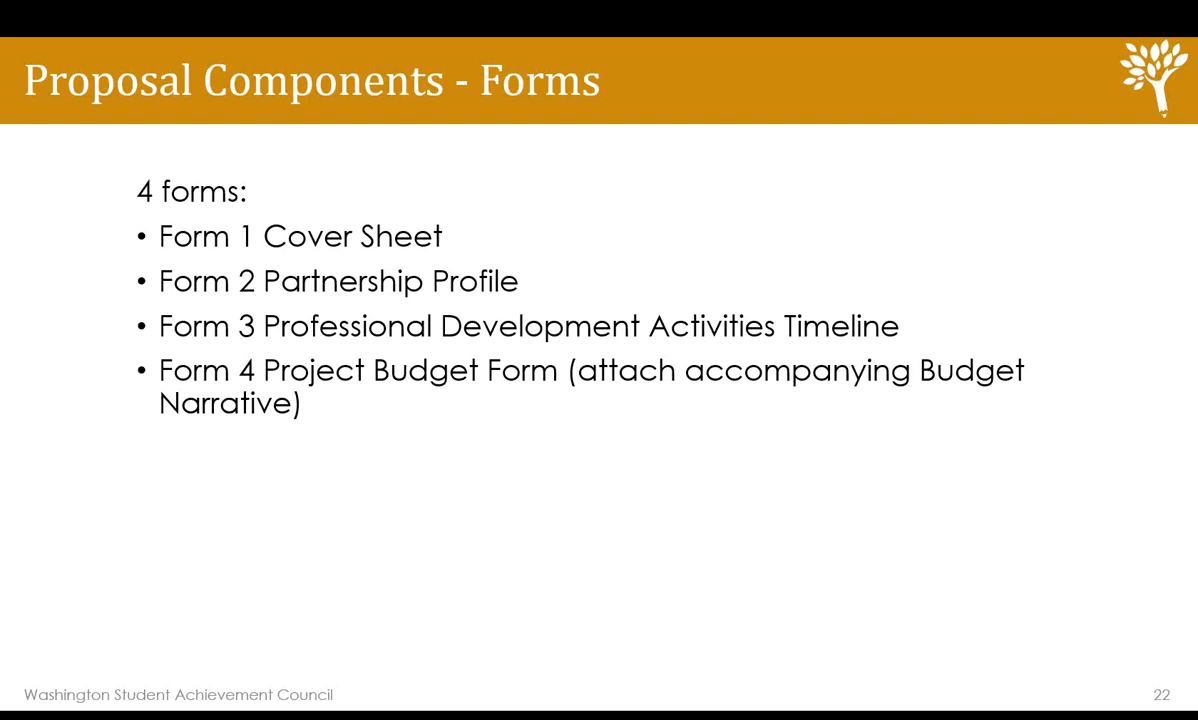 Proposal Components - Forms
4 forms:
• Form 1 Cover Sheet
• Form 2 Partnership Profile
• Form 3 Professional Development Activities Timeline
• Form 4 Project Budget Form (attach accompanying Budget
Narrative)
Washington Student Achievement Council
22